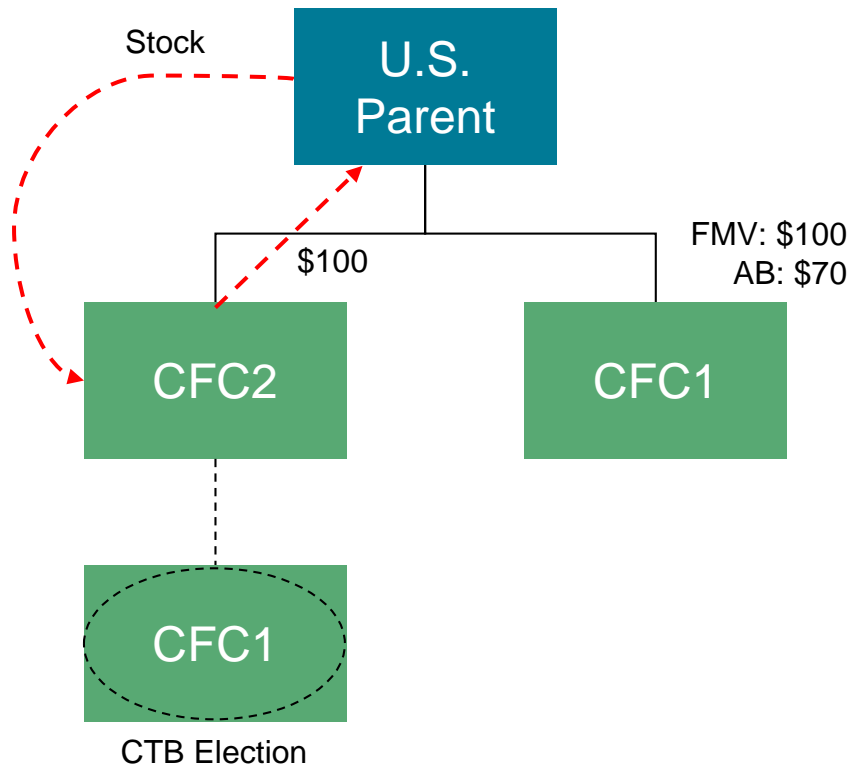 Stock
U.S.
Parent
$100
FMV: $100
AB: $70
CFC2
CFC1
CFC1
CTB Election